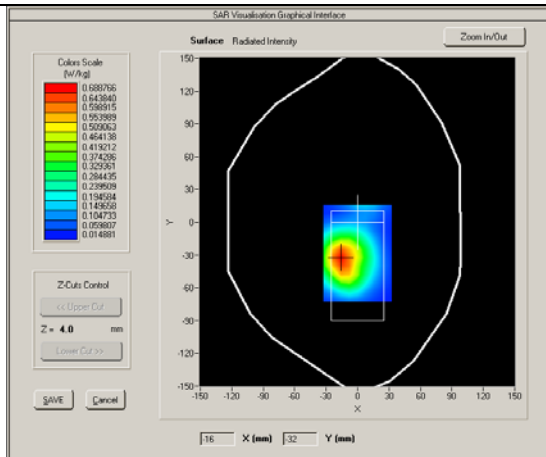 SAR Visualisation Graphical Interface
Surface Radiated Intensity
Zoom In/Out
Colors Scale
(W/kg)
0.688766
0.643840
0.598915
0.553989
0.509063
0.464138
0.419212
0.374286
0.329361
0.284435
0.239509
0.194584
0.149658
0.104733
0.059807
0.014881
Z-Cuts Control
<< Upper Cut
Z = 4.0 mm
Lower Cut >>
SAVE
Cancel
150
90
60
30
0
-30
-60
-90
-120
-150
Y
-150 -120 -90 -60 -30 0 30 60 90 120 150
X
-16 X (mm) -32 Y (mm)